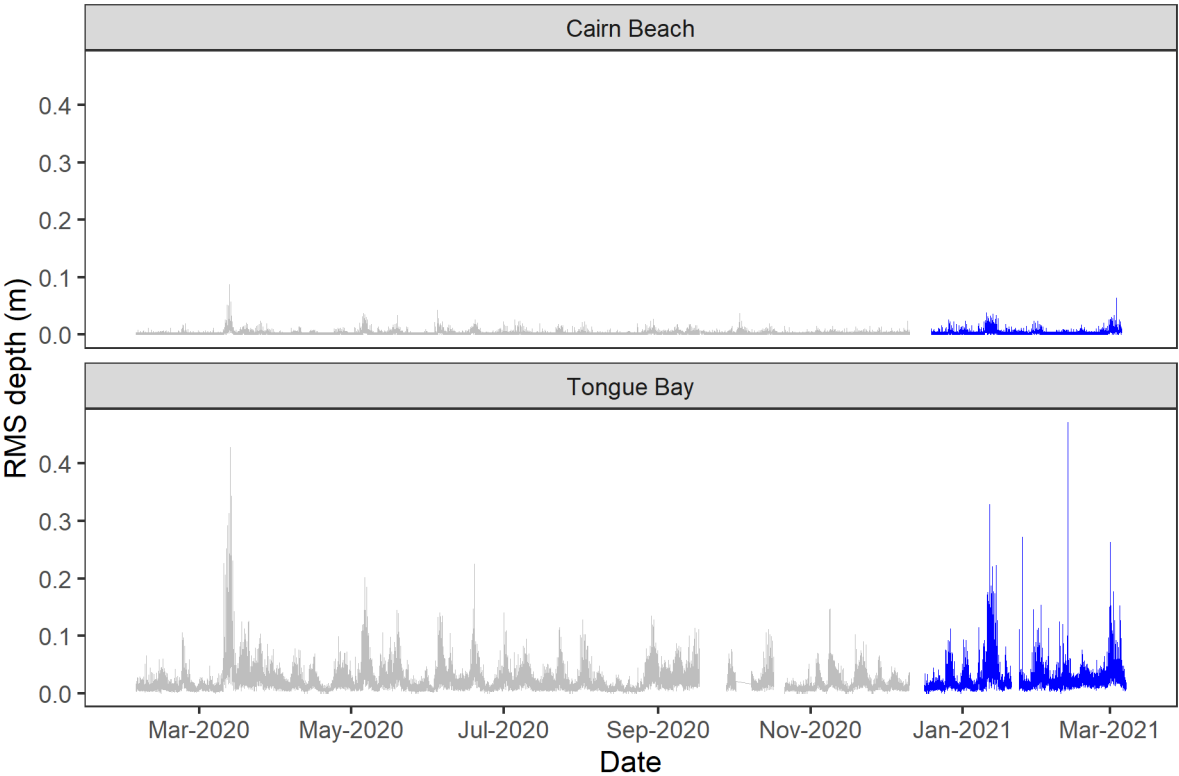 Cairn Beach
0.4
0.3
0.2
0.1
0.0
Tongue Bay
0.4
0.3
0.2
0.1
0.0
RMS depth (m)
Mar-2020 May-2020 Jul-2020 Sep-2020 Nov-2020 Jan-2021 Mar-2021
Date